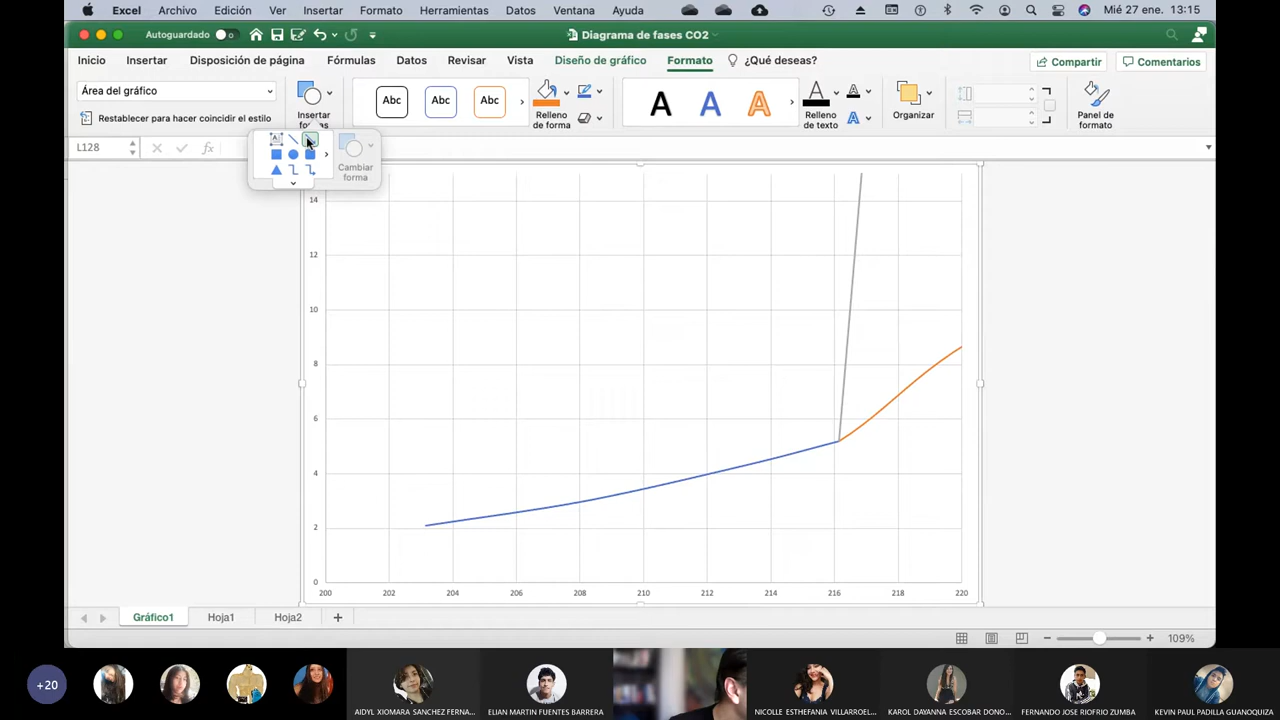 Excel Archivo Edición Ver Insertar Formato Herramientas Datos Ventana Ayuda Mié 27 ene. 13:15
Autoguardado Diagrama de fases CO2
Inicio Insertar Disposición de página Fórmulas Datos Revisar Vista Diseño de gráfico Formato ¿Qué deseas? Compartir Comentarios
Área del gráfico
Restablecer para hacer coincidir el estilo
Insertar
formas
Abc Abc Abc
Relleno
de forma
A A A
Relleno
de texto
Organizar
Panel de
formato
L128 fx
Cambiar
forma
14
12
10
8
6
4
2
0
200 202 204 206 208 210 212 214 216 218 220
Gráfico1 Hoja1 Hoja2
109%
+20
AIDYL XIOMARA SANCHEZ FERNA... ELIAN MARTIN FUENTES BARRERA NICOLLE ESTHEFANIA VILLARROEL... KAROL DAYANNA ESCOBAR DONO... FERNANDO JOSE RIOFRIO ZUMBA KEVIN PAUL PADILLA GUANOQUIZA